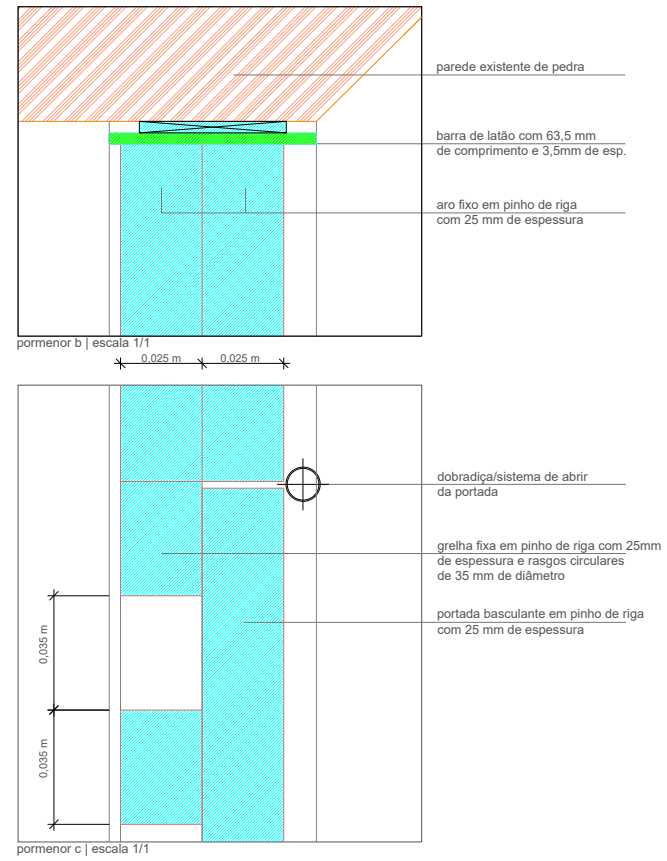 parede existente de pedra
barra de latão com 63,5 mm
de comprimento e 3,5mm de esp.
aro fixo em pinho de riga
com 25 mm de espessura
pormenor b | escala 1/1
0,025 m
0,025 m
dobradiça/sistema de abrir
da portada
grelha fixa em pinho de riga com 25mm
de espessura e rasgos circulares
de 35 mm de diâmetro
portada basculante em pinho de riga
com 25 mm de espessura
0,035 m
0,035 m
pormenor c | escala 1/1